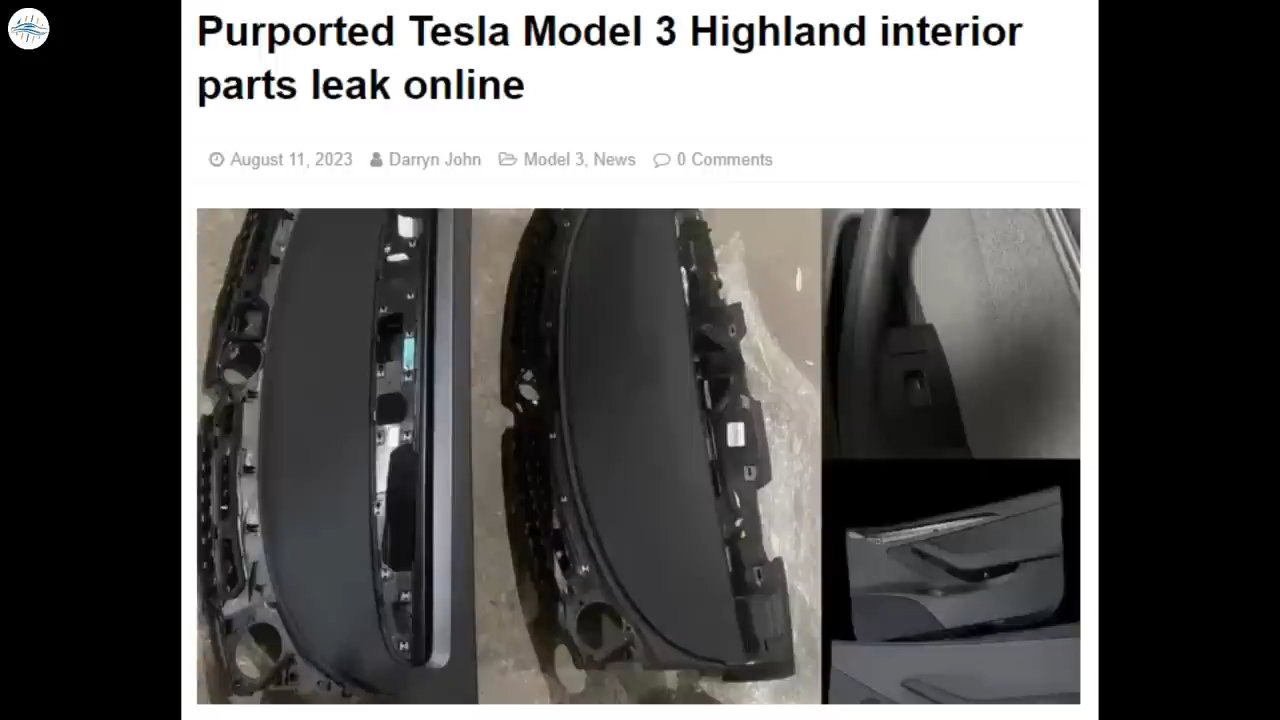 Purported Tesla Model 3 Highland interior
parts leak online
August 11, 2023 Darryn John Model 3, News 0 Comments